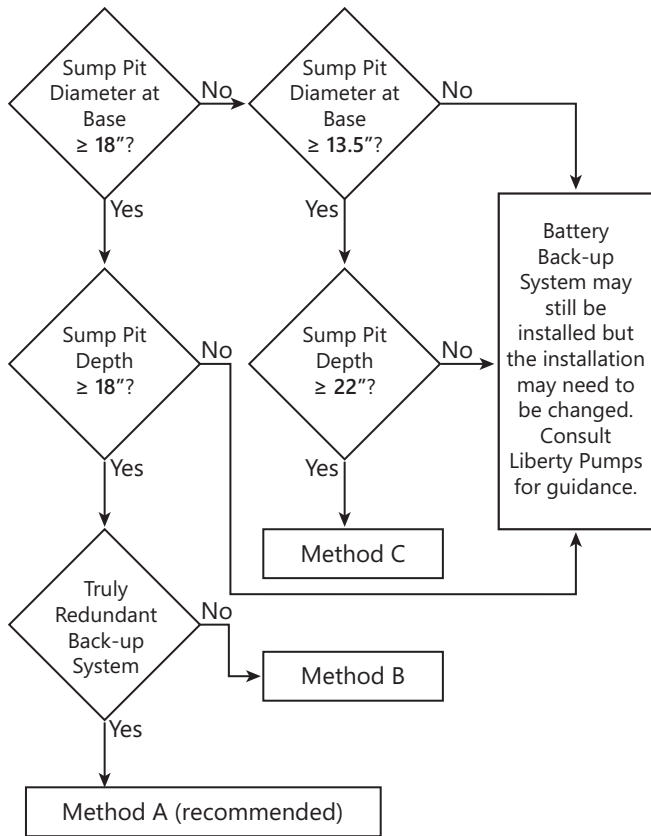 Sump Pit
Diameter at
Base
≥ 18”?
No
Sump Pit
Diameter at
Base
≥ 13.5”?
No
Yes
Yes
Battery
Back-up
System may
still be
installed but
the installation
may need to
be changed.
Consult
Liberty Pumps
for guidance.
Sump Pit
Depth
≥ 18”?
No
Sump Pit
Depth
≥ 22”?
No
Yes
Yes
Method C
Truly
Redundant
Back-up
System
No
Method B
Yes
Method A (recommended)